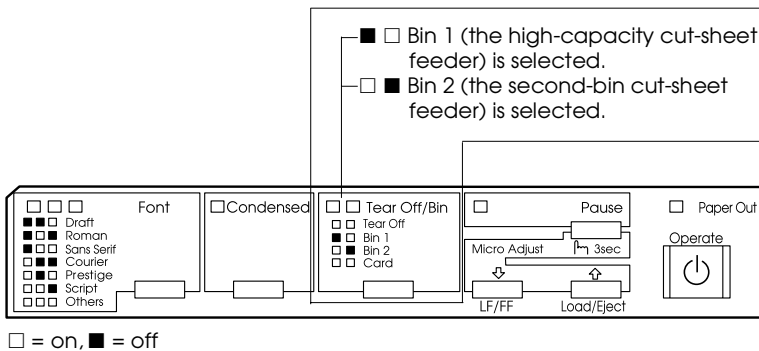 ■ □ Bin 1 (the high-capacity cut-sheet
feeder) is selected.
□ ■ Bin 2 (the second-bin cut-sheet
feeder) is selected.
□ □ □ Font
■ ■ □ Draft
■ □ ■ Roman
■ □ □ Sans Serif
□ ■ ■ Courier
□ ■ □ Prestige
□ □ ■ Script
□ □ □ Others
□ Condensed
□ □ Tear Off/Bin
□ □ Tear Off
■ □ Bin 1
□ ■ Bin 2
□ □ Card
□ Pause
Micro Adjust
3sec
LF/FF
Load/Eject
□ Paper Out
Operate
□ = on, ■ = off